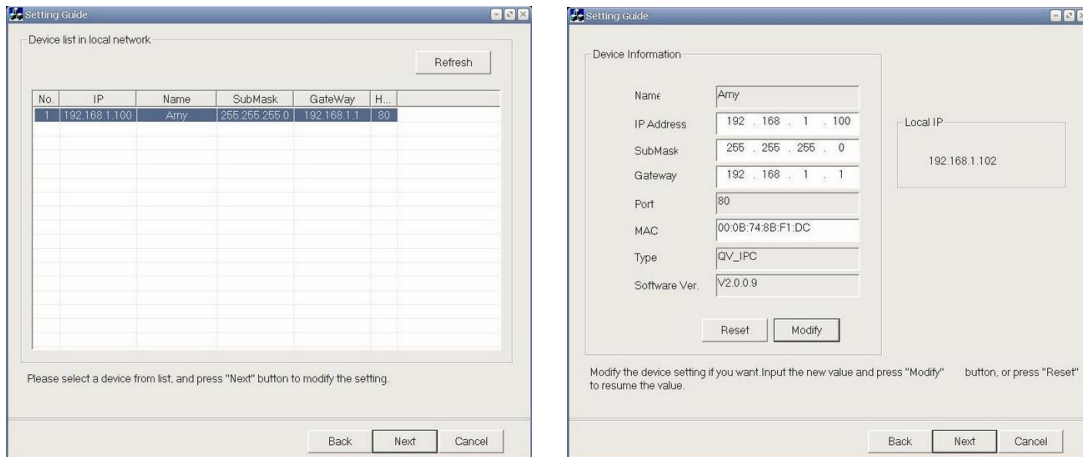 Setting Guide
Device list in local network
Refresh
No. IP Name SubMask GateWay H...
1 192.168.1.100 Amy 255.255.255.0 192.168.1.1 80
Please select a device from list, and press "Next" button to modify the setting.
Back Next Cancel
Setting Guide
Device Information
Name Amy
IP Address 192 . 168 . 1 . 100
SubMask 255 . 255 . 255 . 0
Gateway 192 . 168 . 1 . 1
Port 80
MAC 00:0B:74:8B:F1:DC
Type QV_IPC
Software Ver. V2.0.0.9
Reset Modify
Local IP
192.168.1.102
Modify the device setting if you want.Input the new value and press "Modify" button, or press "Reset"
to resume the value.
Back Next Cancel